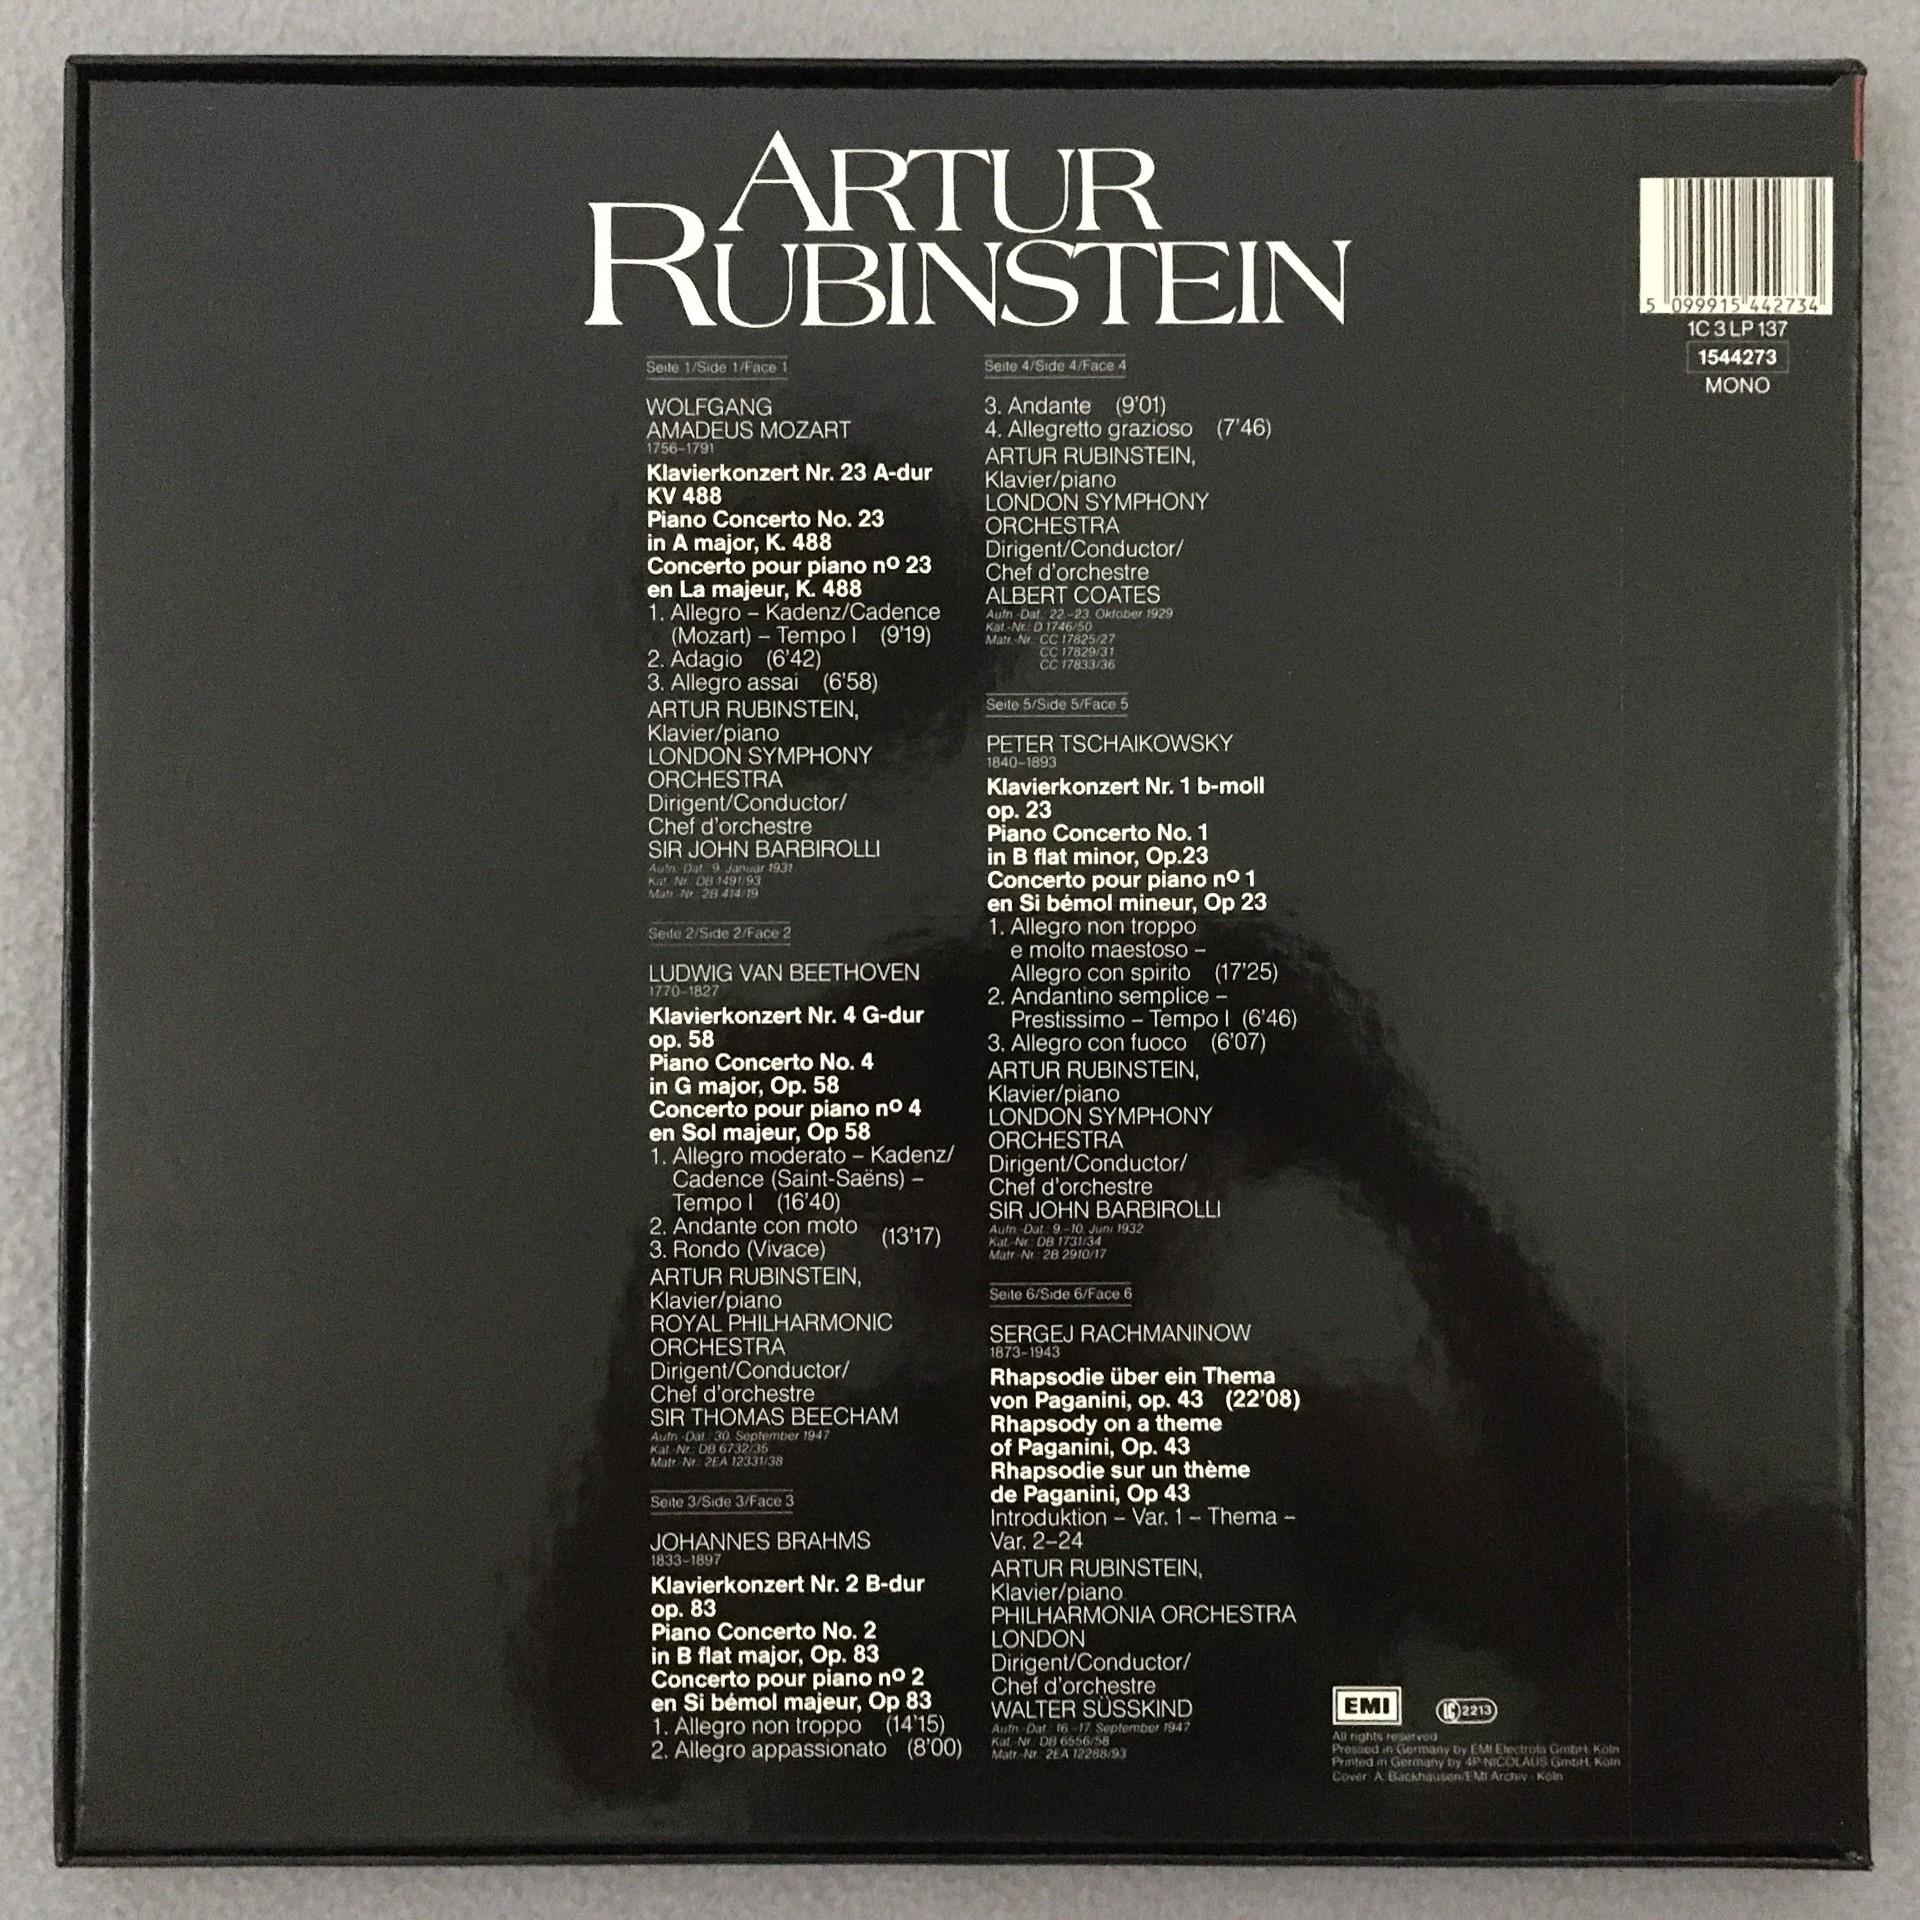 ARTUR
RUBINSTEIN
Seite 1/Side 1/Face 1
WOLFGANG
AMADEUS MOZART
1756–1791
Klavierkonzert Nr. 23 A-dur
KV 488
Piano Concerto No. 23
in A major, K. 488
Concerto pour piano nº 23
en La majeur, K. 488
1. Allegro – Kadenz/Cadence
(Mozart) – Tempo I (9'19)
2. Adagio (6'42)
3. Allegro assai (6'58)
ARTUR RUBINSTEIN,
Klavier/piano
LONDON SYMPHONY
ORCHESTRA
Dirigent/Conductor/
Chef d'orchestre
SIR JOHN BARBIROLLI
Aufn.-Dat.: 9. Januar 1931
Kat.-Nr.: DB 1491/93
Matr.-Nr.: 2B 414/19
Seite 2/Side 2/Face 2
LUDWIG VAN BEETHOVEN
1770–1827
Klavierkonzert Nr. 4 G-dur
op. 58
Piano Concerto No. 4
in G major, Op. 58
Concerto pour piano nº 4
en Sol majeur, Op 58
1. Allegro moderato – Kadenz/
Cadence (Saint-Saëns) –
Tempo I (16'40)
2. Andante con moto
3. Rondo (Vivace) (13'17)
ARTUR RUBINSTEIN,
Klavier/piano
ROYAL PHILHARMONIC
ORCHESTRA
Dirigent/Conductor/
Chef d'orchestre
SIR THOMAS BEECHAM
Aufn.-Dat.: 30. September 1947
Kat.-Nr.: DB 6732/35
Matr.-Nr.: 2EA 12331/38
Seite 3/Side 3/Face 3
JOHANNES BRAHMS
1833–1897
Klavierkonzert Nr. 2 B-dur
op. 83
Piano Concerto No. 2
in B flat major, Op. 83
Concerto pour piano nº 2
en Si bémol majeur, Op 83
1. Allegro non troppo (14'15)
2. Allegro appassionato (8'00)
Seite 4/Side 4/Face 4
3. Andante (9'01)
4. Allegretto grazioso (7'46)
ARTUR RUBINSTEIN,
Klavier/piano
LONDON SYMPHONY
ORCHESTRA
Dirigent/Conductor/
Chef d'orchestre
ALBERT COATES
Aufn.-Dat.: 22.–23. Oktober 1929
Kat.-Nr.: D 1746/50
Matr.-Nr.: CC 17825/27
CC 17829/31
CC 17833/36
Seite 5/Side 5/Face 5
PETER TSCHAIKOWSKY
1840–1893
Klavierkonzert Nr. 1 b-moll
op. 23
Piano Concerto No. 1
in B flat minor, Op.23
Concerto pour piano nº 1
en Si bémol mineur, Op 23
1. Allegro non troppo
e molto maestoso –
Allegro con spirito (17'25)
2. Andantino semplice –
Prestissimo – Tempo I (6'46)
3. Allegro con fuoco (6'07)
ARTUR RUBINSTEIN,
Klavier/piano
LONDON SYMPHONY
ORCHESTRA
Dirigent/Conductor/
Chef d'orchestre
SIR JOHN BARBIROLLI
Aufn.-Dat.: 9.–10. Juni 1932
Kat.-Nr.: DB 1731/34
Matr.-Nr.: 2B 2910/17
Seite 6/Side 6/Face 6
SERGEJ RACHMANINOW
1873–1943
Rhapsodie über ein Thema
von Paganini, op. 43 (22'08)
Rhapsody on a theme
of Paganini, Op. 43
Rhapsodie sur un thème
de Paganini, Op 43
Introduktion – Var. 1 – Thema –
Var. 2–24
ARTUR RUBINSTEIN,
Klavier/piano
PHILHARMONIA ORCHESTRA
LONDON
Dirigent/Conductor/
Chef d'orchestre
WALTER SÜSSKIND
Aufn.-Dat.: 16.–17. September 1947
Kat.-Nr.: DB 6556/58
Matr.-Nr.: 2EA 12288/93
5 099915 442734
1C 3 LP 137
1544273
MONO
EMI
LC 2213
All rights reserved
Pressed in Germany by EMI Electrola GmbH, Köln
Printed in Germany by 4P NICOLAUS GmbH, Köln
Cover: A. Backhausen/EMI Archiv · Köln